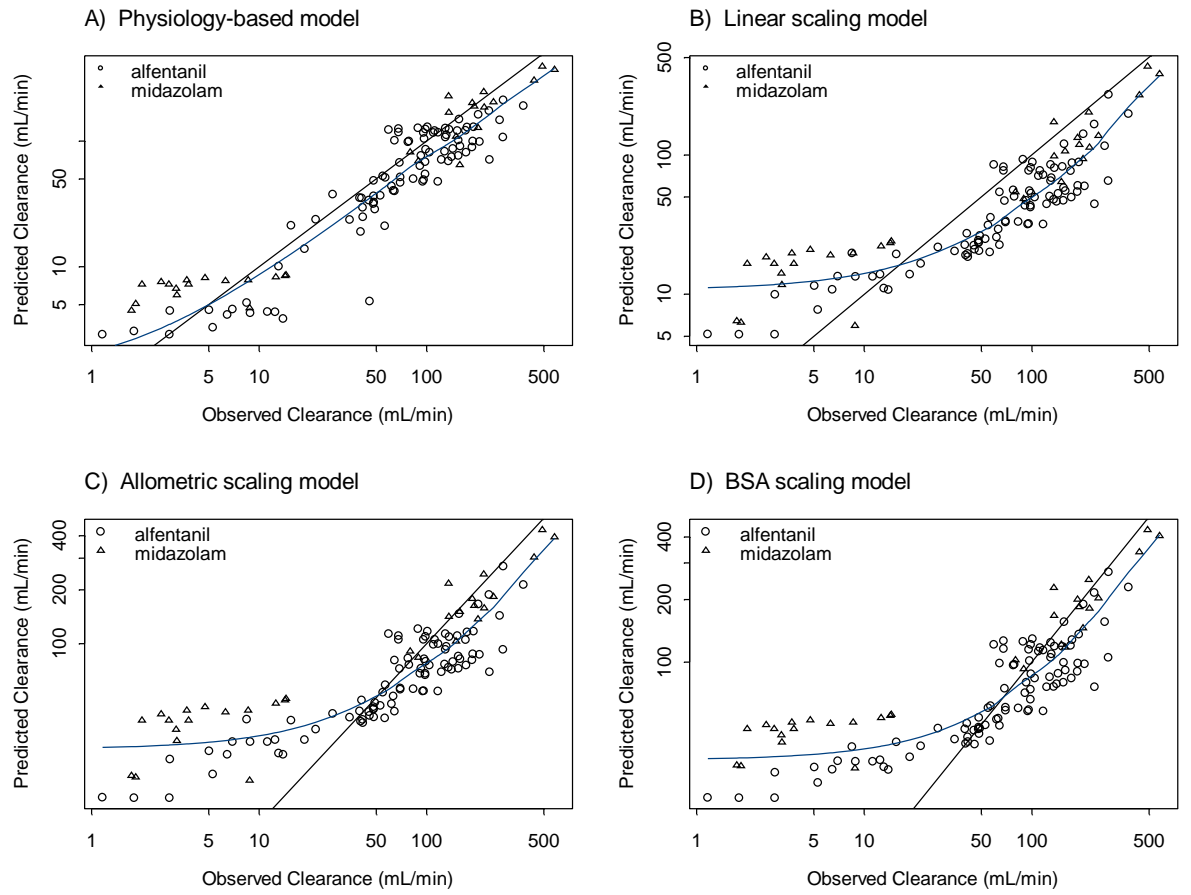 A) Physiology-based model
alfentanil
midazolam
50
10
5
1 5 10 50 100 500
Predicted Clearance (mL/min)
Observed Clearance (mL/min)
B) Linear scaling model
alfentanil
midazolam
500
100
50
10
5
1 5 10 50 100 500
Predicted Clearance (mL/min)
Observed Clearance (mL/min)
C) Allometric scaling model
alfentanil
midazolam
400
200
100
1 5 10 50 100 500
Predicted Clearance (mL/min)
Observed Clearance (mL/min)
D) BSA scaling model
alfentanil
midazolam
400
200
100
1 5 10 50 100 500
Predicted Clearance (mL/min)
Observed Clearance (mL/min)